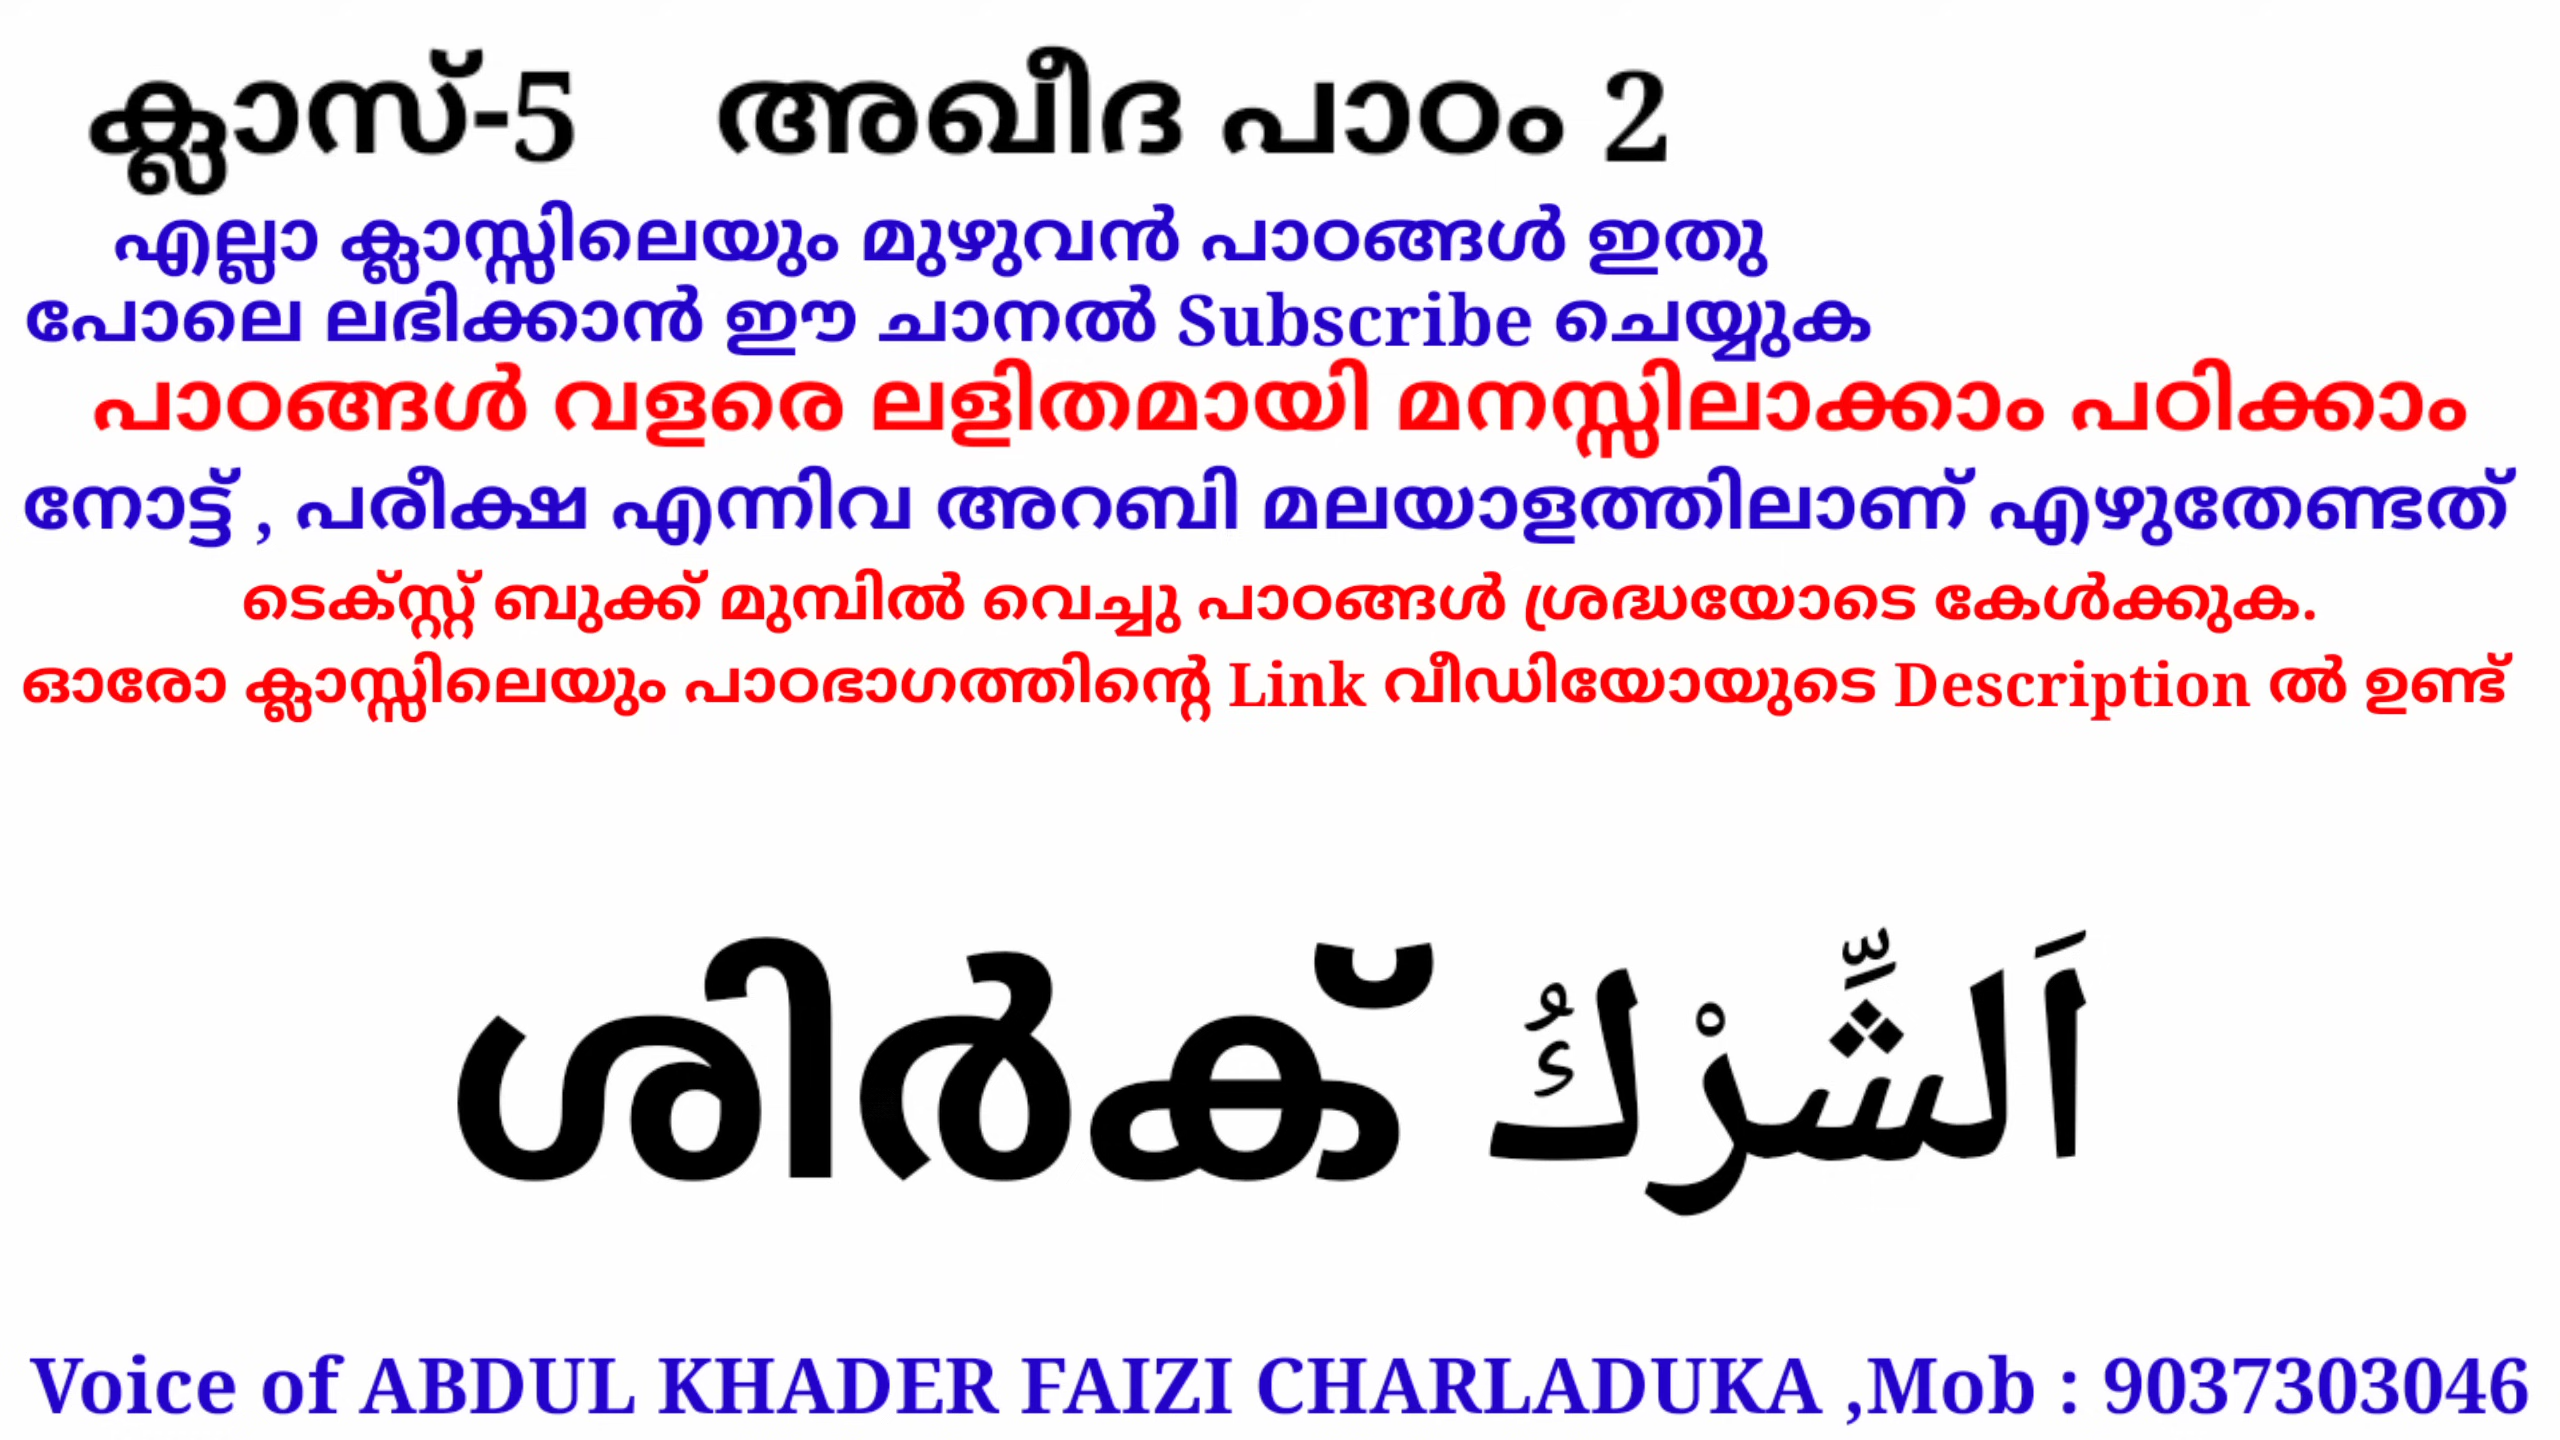 ക്ലാസ്-5 അഖീദ പാഠം 2
എല്ലാ ക്ലാസ്സിലെയും മുഴുവൻ പാഠങ്ങൾ ഇതു
പോലെ ലഭിക്കാൻ ഈ ചാനൽ Subscribe ചെയ്യുക
പാഠങ്ങൾ വളരെ ലളിതമായി മനസ്സിലാക്കാം പഠിക്കാം
നോട്ട് , പരീക്ഷ എന്നിവ അറബി മലയാളത്തിലാണ് എഴുതേണ്ടത്
ടെക്സ്റ്റ് ബുക്ക് മുമ്പിൽ വെച്ചു പാഠങ്ങൾ ശ്രദ്ധയോടെ കേൾക്കുക.
ഓരോ ക്ലാസ്സിലെയും പാഠഭാഗത്തിന്റെ Link വീഡിയോയുടെ Description ൽ ഉണ്ട്
ശിർക് اَلشِّرْكُ
Voice of ABDUL KHADER FAIZI CHARLADUKA ,Mob : 9037303046